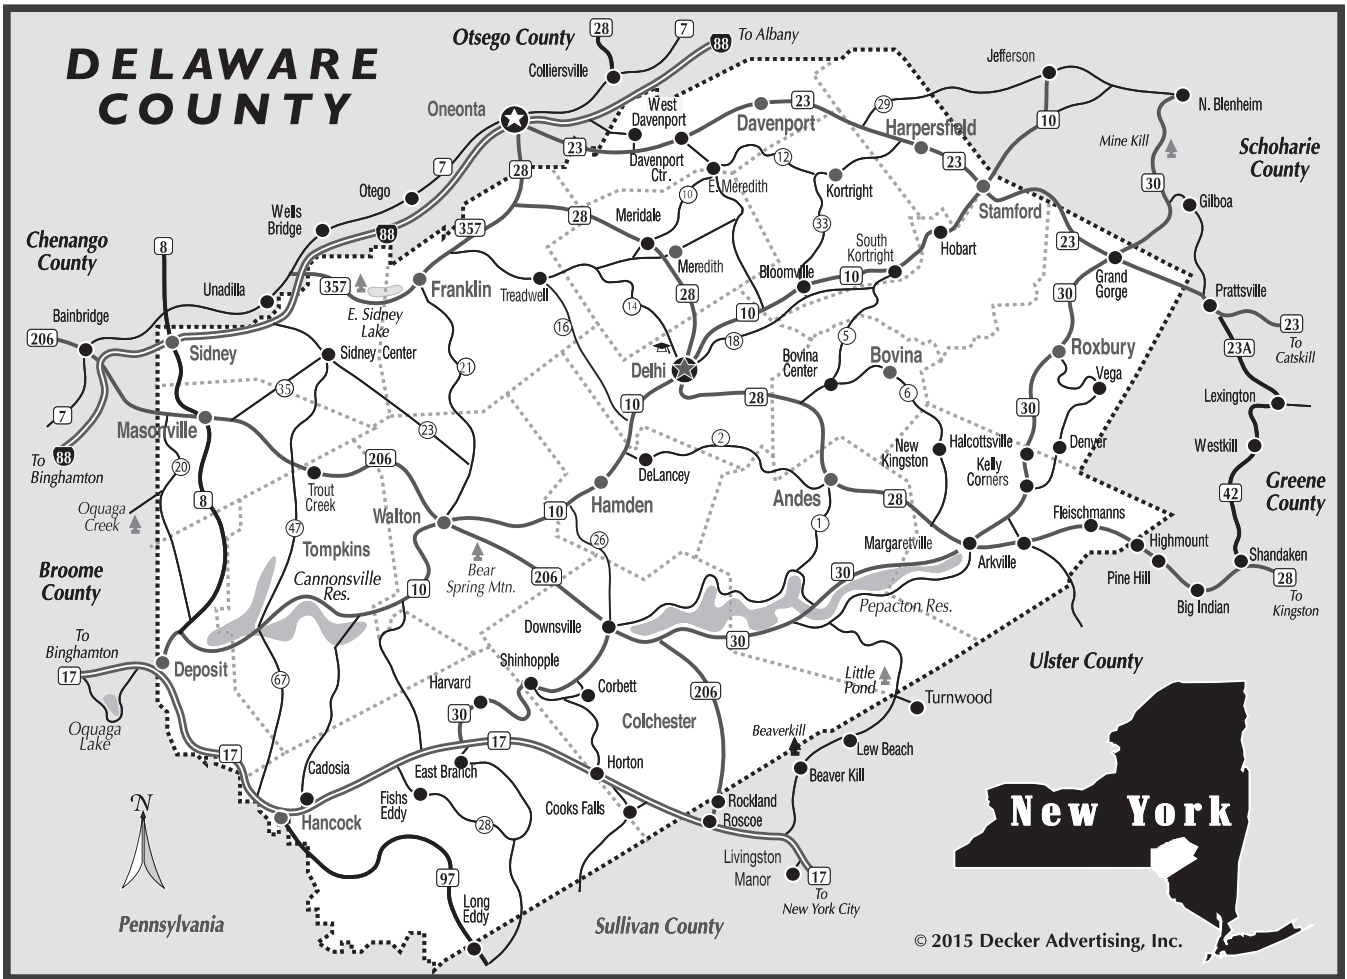 DELAWARE
COUNTY
Otsego County
28
7
88
To Albany
Colliersville
Jefferson
Oneonta
West
Davenport
23
Davenport
29
Harpersfield
10
N. Blenheim
Mine Kill
Schoharie
County
7
23
28
Davenport
Ctr.
12
23
30
Otego
E. Meredith
10
Kortright
Wells
Bridge
357
28
Meridale
33
Stamford
Gilboa
88
South
Kortright
Hobart
23
Chenango
County
8
Meredith
Bloomville
10
Grand
Gorge
357
Franklin
Treadwell
28
30
Prattsville
Unadilla
E. Sidney
Lake
14
10
23
To
Catskill
Bainbridge
206
16
18
5
23A
Sidney
Sidney Center
Delhi
Bovina
Center
Bovina
Roxbury
21
Vega
35
10
28
6
30
Lexington
7
Masonville
23
2
New
Kingston
Halcottsville
Denver
Westkill
To
Binghamton
88
20
206
DeLancey
Kelly
Corners
8
Trout
Creek
Hamden
Andes
28
42
Greene
County
Oquaga
Creek
47
Walton
10
1
Fleischmanns
Tompkins
26
Margaretville
Highmount
Broome
County
Cannonsville
Res.
Bear
Spring Mtn.
206
30
Arkville
Pine Hill
Shandaken
28
To
Kingston
10
Pepacton Res.
Big Indian
To
Binghamton
Downsville
30
17
Deposit
Shinhopple
Ulster County
67
Harvard
Corbett
206
Little
Pond
Turnwood
Oquaga
Lake
30
Colchester
17
17
Beaverkill
Lew Beach
Cadosia
East Branch
Horton
Beaver Kill
N
Fishs
Eddy
Cooks Falls
Rockland
Roscoe
New York
Hancock
28
Livingston
Manor
17
To
New York City
97
Long
Eddy
Pennsylvania
Sullivan County
© 2015 Decker Advertising, Inc.